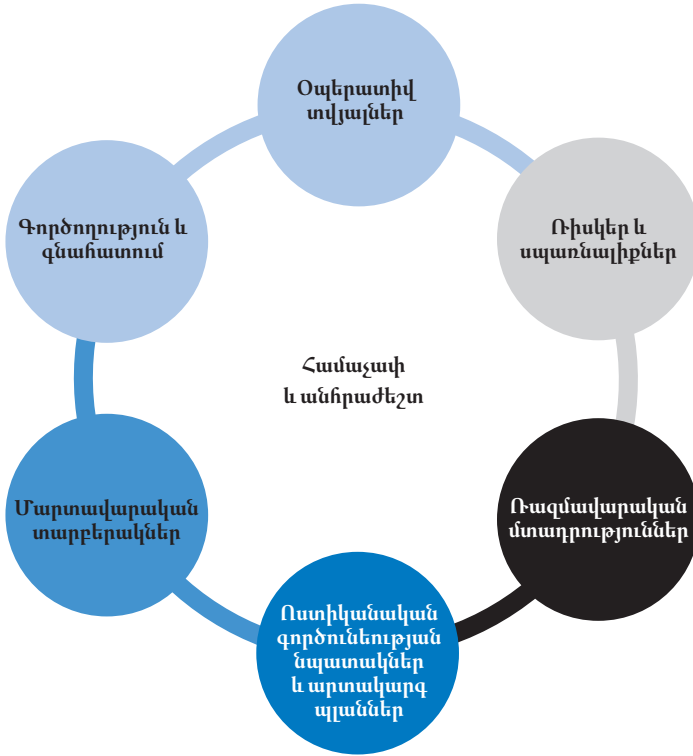 Օպերատիվ
տվյալներ
Ռիսկեր և
սպառնալիքներ
Ռազմավարական
մտադրություններ
Ոստիկանական
գործունեության
նպատակներ
և արտակարգ
պլաններ
Մարտավարական
տարբերակներ
Գործողություն և
գնահատում
Համաչափ
և անհրաժեշտ